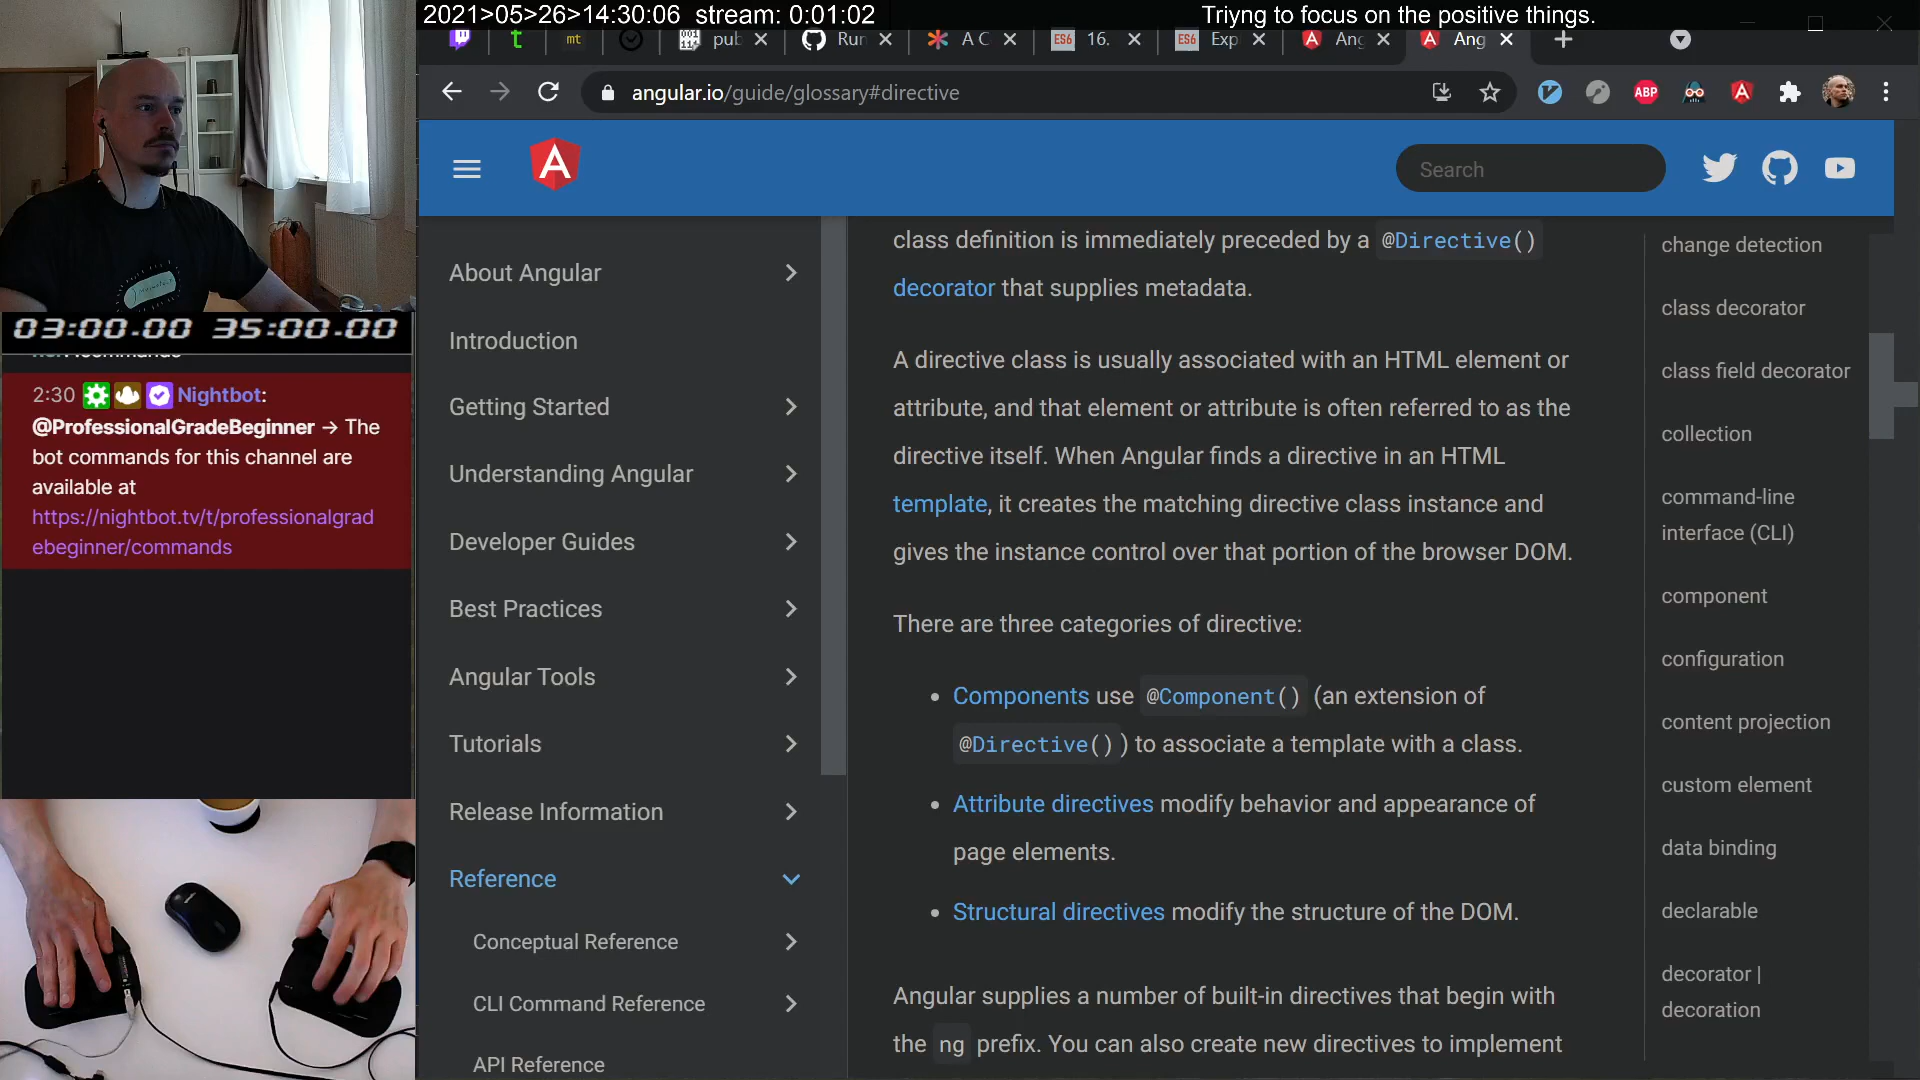 2021>05>26>14:30:06 stream: 0:01:02
Triyng to focus on the positive things.
t
mt
pub
Run
A C
ES6 16.
ES6 Exp
Ang
Ang
angular.io/guide/glossary#directive
ABP
A
Search
03:00.00 35:00.00
2:30 Nightbot:
@ProfessionalGradeBeginner → The
bot commands for this channel are
available at
https://nightbot.tv/t/professionalgrad
ebeginner/commands
About Angular
Introduction
Getting Started
Understanding Angular
Developer Guides
Best Practices
Angular Tools
Tutorials
Release Information
Reference
Conceptual Reference
CLI Command Reference
API Reference
class definition is immediately preceded by a @Directive()
decorator that supplies metadata.
A directive class is usually associated with an HTML element or
attribute, and that element or attribute is often referred to as the
directive itself. When Angular finds a directive in an HTML
template, it creates the matching directive class instance and
gives the instance control over that portion of the browser DOM.
There are three categories of directive:
• Components use @Component() (an extension of
@Directive()) to associate a template with a class.
• Attribute directives modify behavior and appearance of
page elements.
• Structural directives modify the structure of the DOM.
Angular supplies a number of built-in directives that begin with
the ng prefix. You can also create new directives to implement
change detection
class decorator
class field decorator
collection
command-line
interface (CLI)
component
configuration
content projection
custom element
data binding
declarable
decorator |
decoration